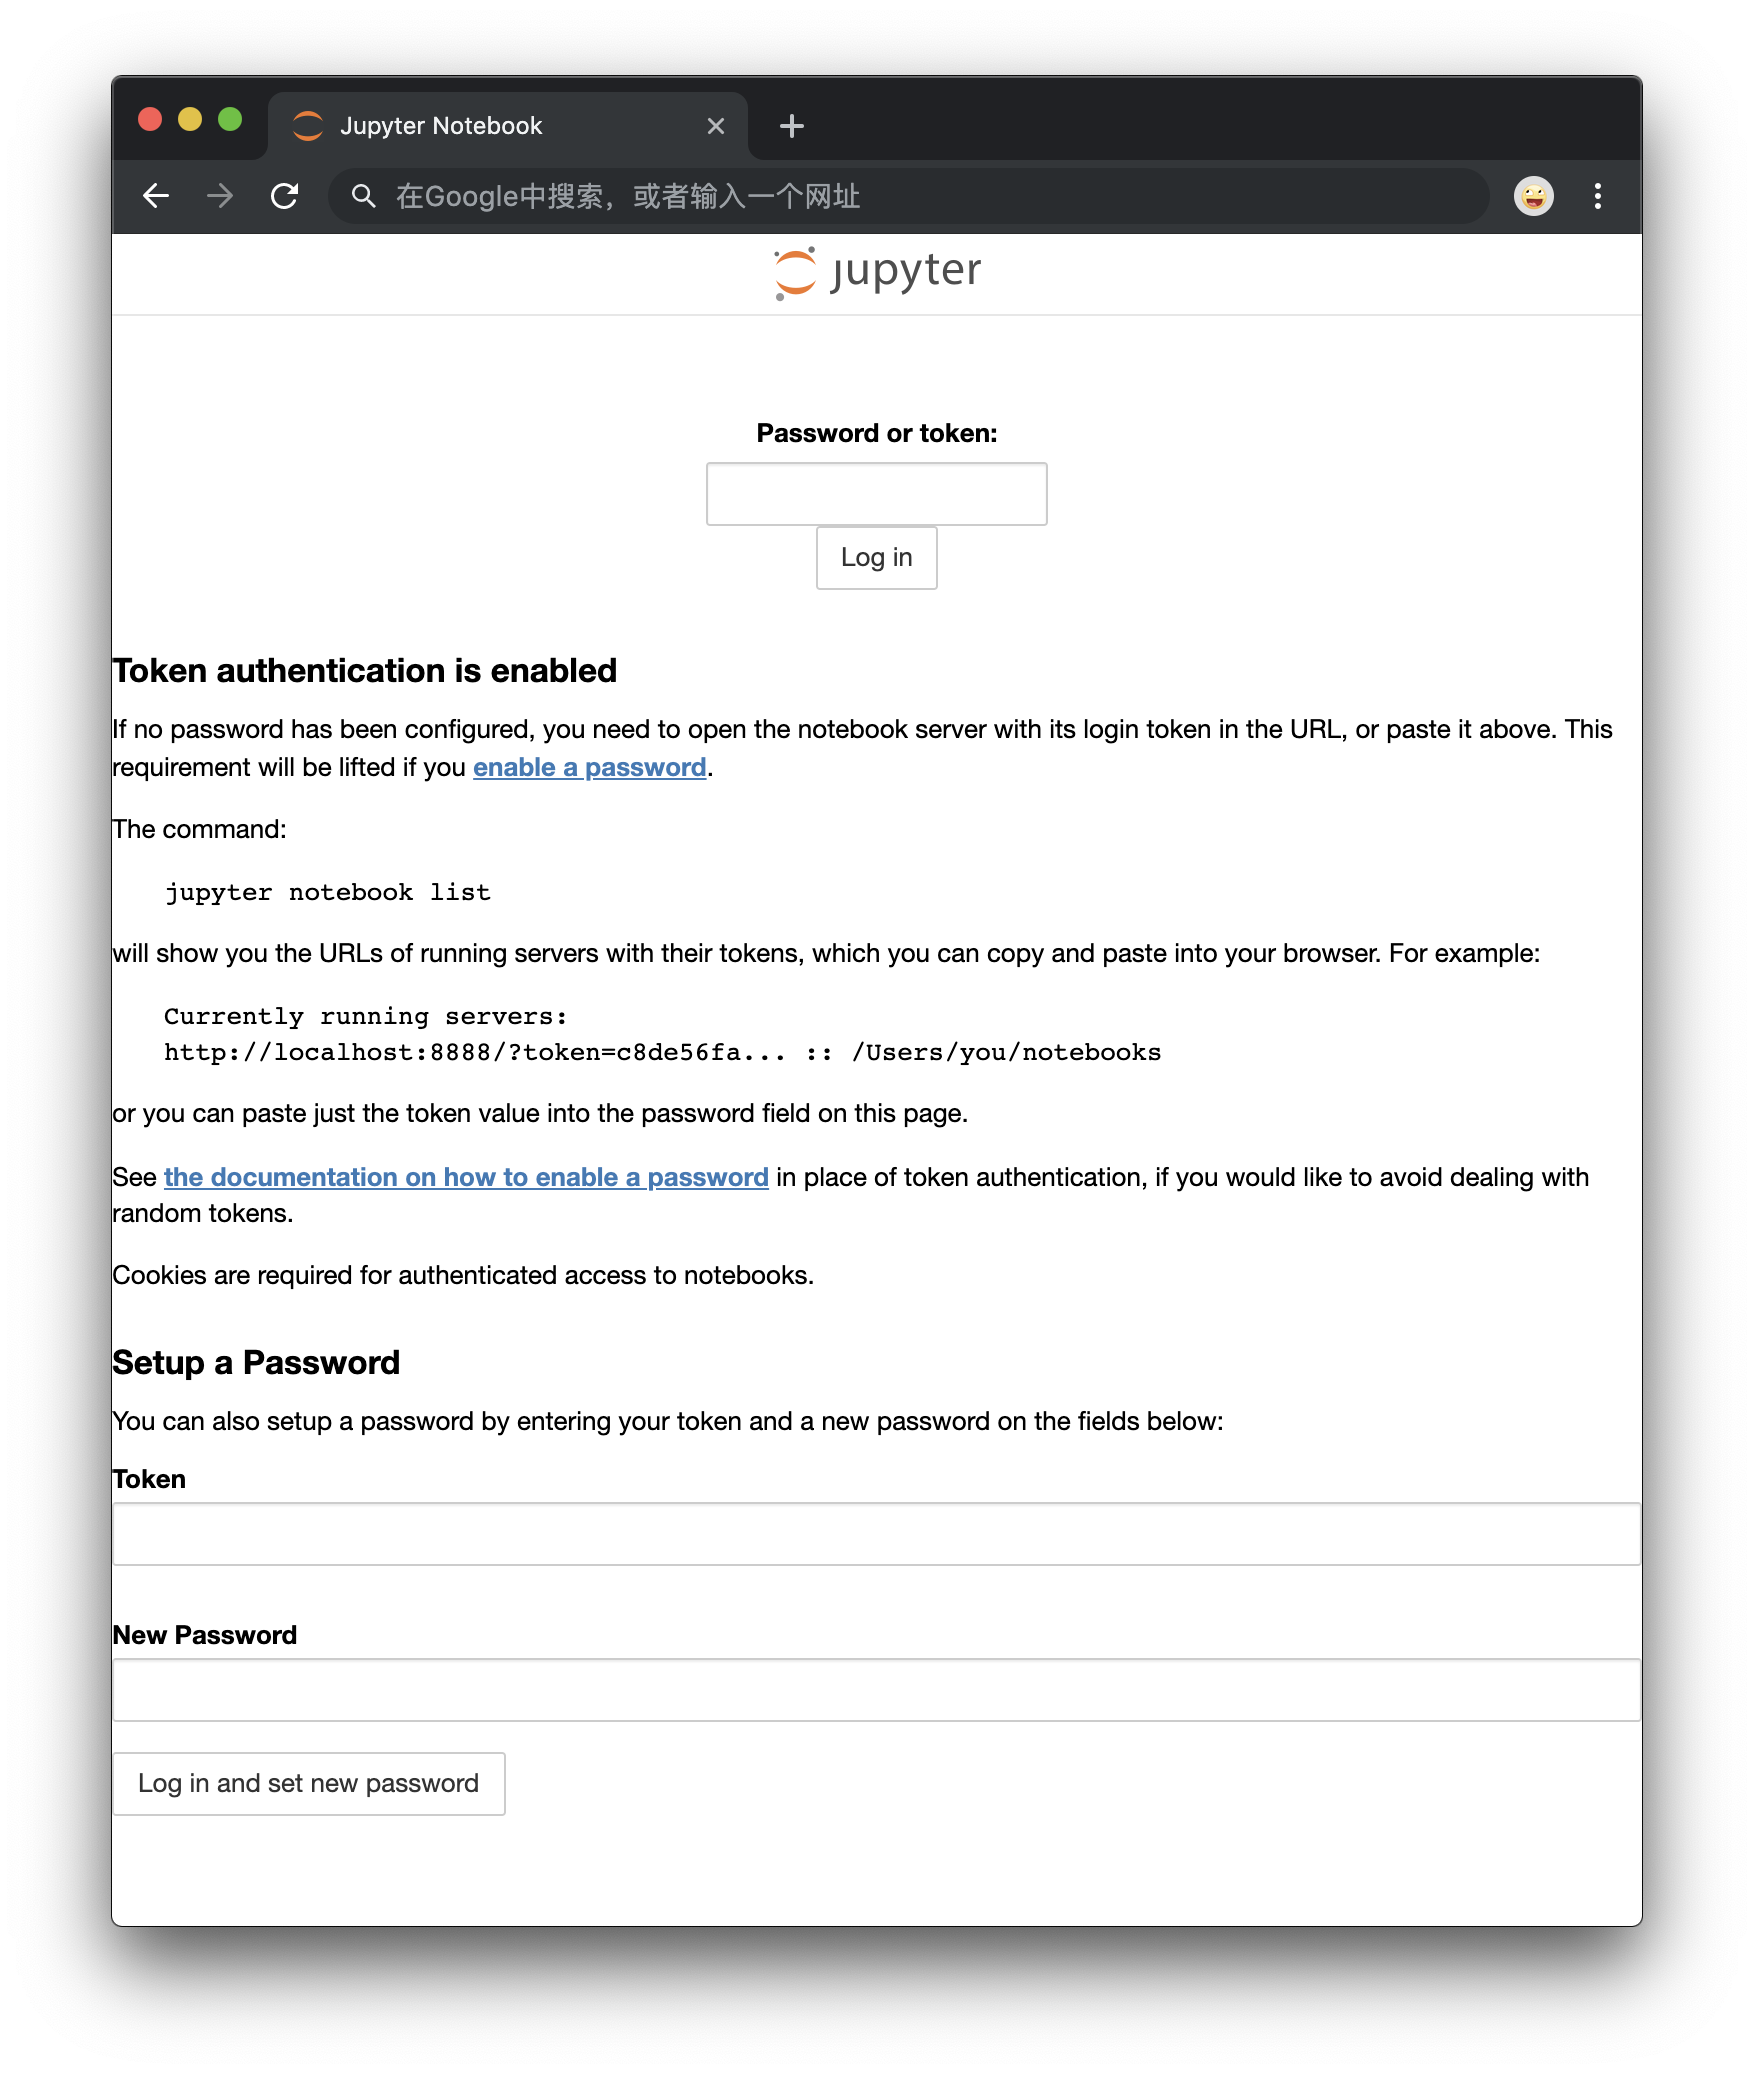 Jupyter Notebook
在Google中搜索，或者输入一个网址
jupyter
Password or token:
Log in
Token authentication is enabled
If no password has been configured, you need to open the notebook server with its login token in the URL, or paste it above. This
requirement will be lifted if you enable a password.
The command:
jupyter notebook list
will show you the URLs of running servers with their tokens, which you can copy and paste into your browser. For example:
Currently running servers:
http://localhost:8888/?token=c8de56fa... :: /Users/you/notebooks
or you can paste just the token value into the password field on this page.
See the documentation on how to enable a password in place of token authentication, if you would like to avoid dealing with
random tokens.
Cookies are required for authenticated access to notebooks.
Setup a Password
You can also setup a password by entering your token and a new password on the fields below:
Token
New Password
Log in and set new password